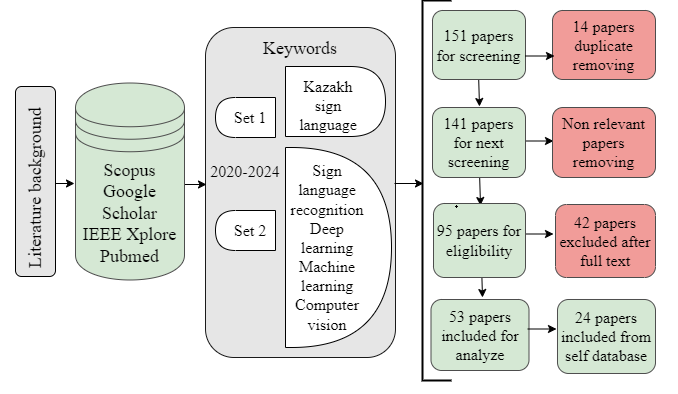 Literature background
Scopus
Google
Scholar
IEEE Xplore
Pubmed
Keywords
Set 1
Kazakh
sign
language
2020-2024
Set 2
Sign
language
recognition
Deep
learning
Machine
learning
Computer
vision
151 papers
for screening
14 papers
duplicate
removing
141 papers
for next
screening
Non relevant
papers
removing
95 papers for
eliglibility
42 papers
excluded after
full text
53 papers
included for
analyze
24 papers
included from
self database